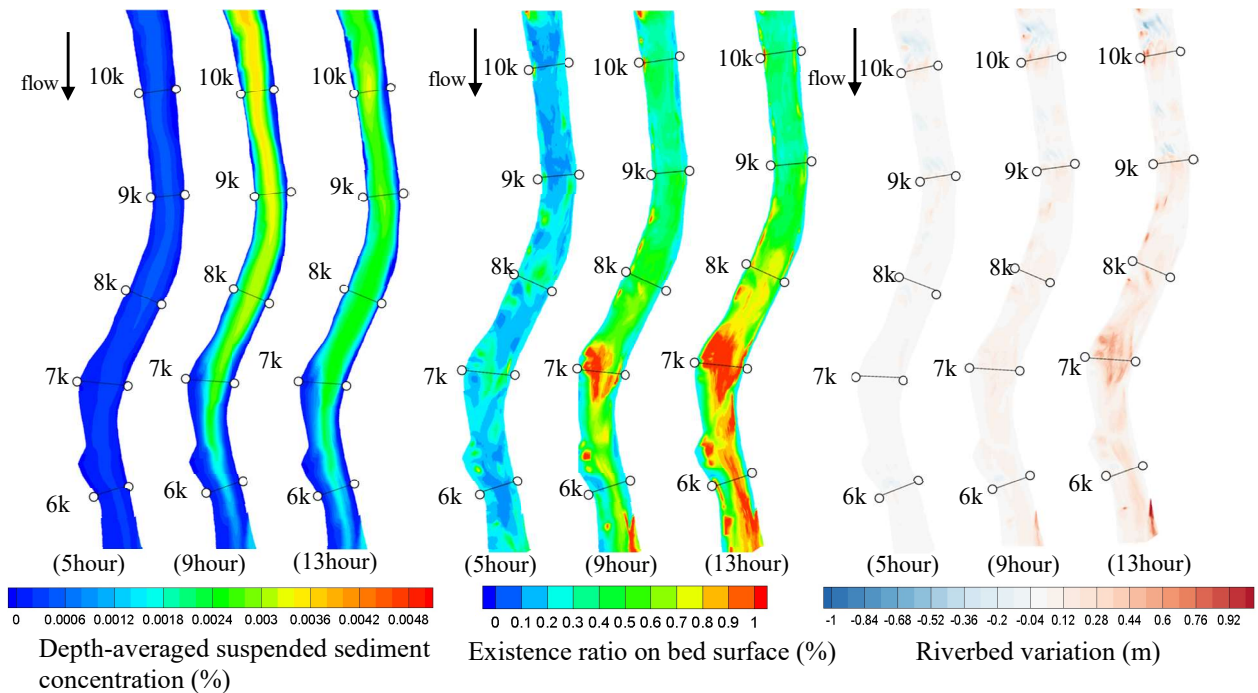 flow
10k
10k
10k
9k
9k
9k
8k
8k
8k
7k
7k
7k
6k
6k
6k
(5hour)
(9hour)
(13hour)
0 0.0006 0.0012 0.0018 0.0024 0.003 0.0036 0.0042 0.0048
Depth-averaged suspended sediment
concentration (%)
flow
10k
10k
10k
9k
9k
9k
8k
8k
8k
7k
7k
6k
6k
6k
(5hour)
(9hour)
(13hour)
0 0.1 0.2 0.3 0.4 0.5 0.6 0.7 0.8 0.9 1
Existence ratio on bed surface (%)
flow
10k
10k
10k
9k
9k
9k
8k
8k
8k
7k
7k
7k
6k
6k
6k
(5hour)
(9hour)
(13hour)
-1 -0.84 -0.68 -0.52 -0.36 -0.2 -0.04 0.12 0.28 0.44 0.6 0.76 0.92
Riverbed variation (m)